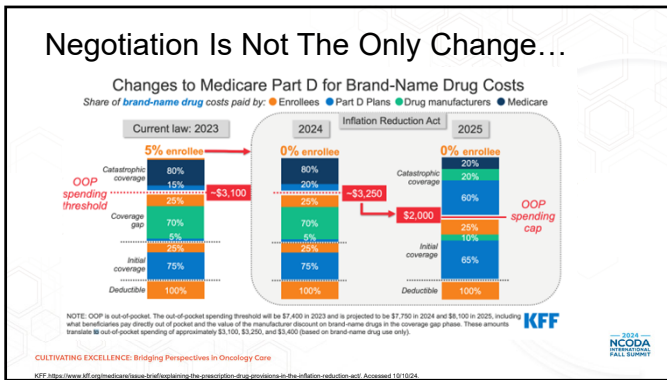 Negotiation Is Not The Only Change…
Changes to Medicare Part D for Brand-Name Drug Costs
Share of brand-name drug costs paid by: Enrollees Part D Plans Drug manufacturers Medicare
Inflation Reduction Act
Current law: 2023
2024
2025
5% enrollee
0% enrollee
0% enrollee
Catastrophic coverage
80%
15%
80%
20%
Catastrophic coverage
20%
20%
60%
OOP spending threshold
~$3,100
~$3,250
$2,000
OOP spending cap
Coverage gap
25%
70%
5%
25%
70%
5%
Initial coverage
25%
75%
25%
75%
Initial coverage
25%
10%
65%
Deductible
100%
100%
Deductible
100%
NOTE: OOP is out-of-pocket. The out-of-pocket spending threshold will be $7,400 in 2023 and is projected to be $7,750 in 2024 and $8,100 in 2025, including
what beneficiaries pay directly out of pocket and the value of the manufacturer discount on brand-name drugs in the coverage gap phase. These amounts
translate to out-of-pocket spending of approximately $3,100, $3,250, and $3,400 (based on brand-name drug use only).
KFF
CULTIVATING EXCELLENCE: Bridging Perspectives in Oncology Care
2024
NCODA
INTERNATIONAL
FALL SUMMIT
KFF. https://www.kff.org/medicare/issue-brief/explaining-the-prescription-drug-provisions-in-the-inflation-reduction-act/. Accessed 10/10/24.